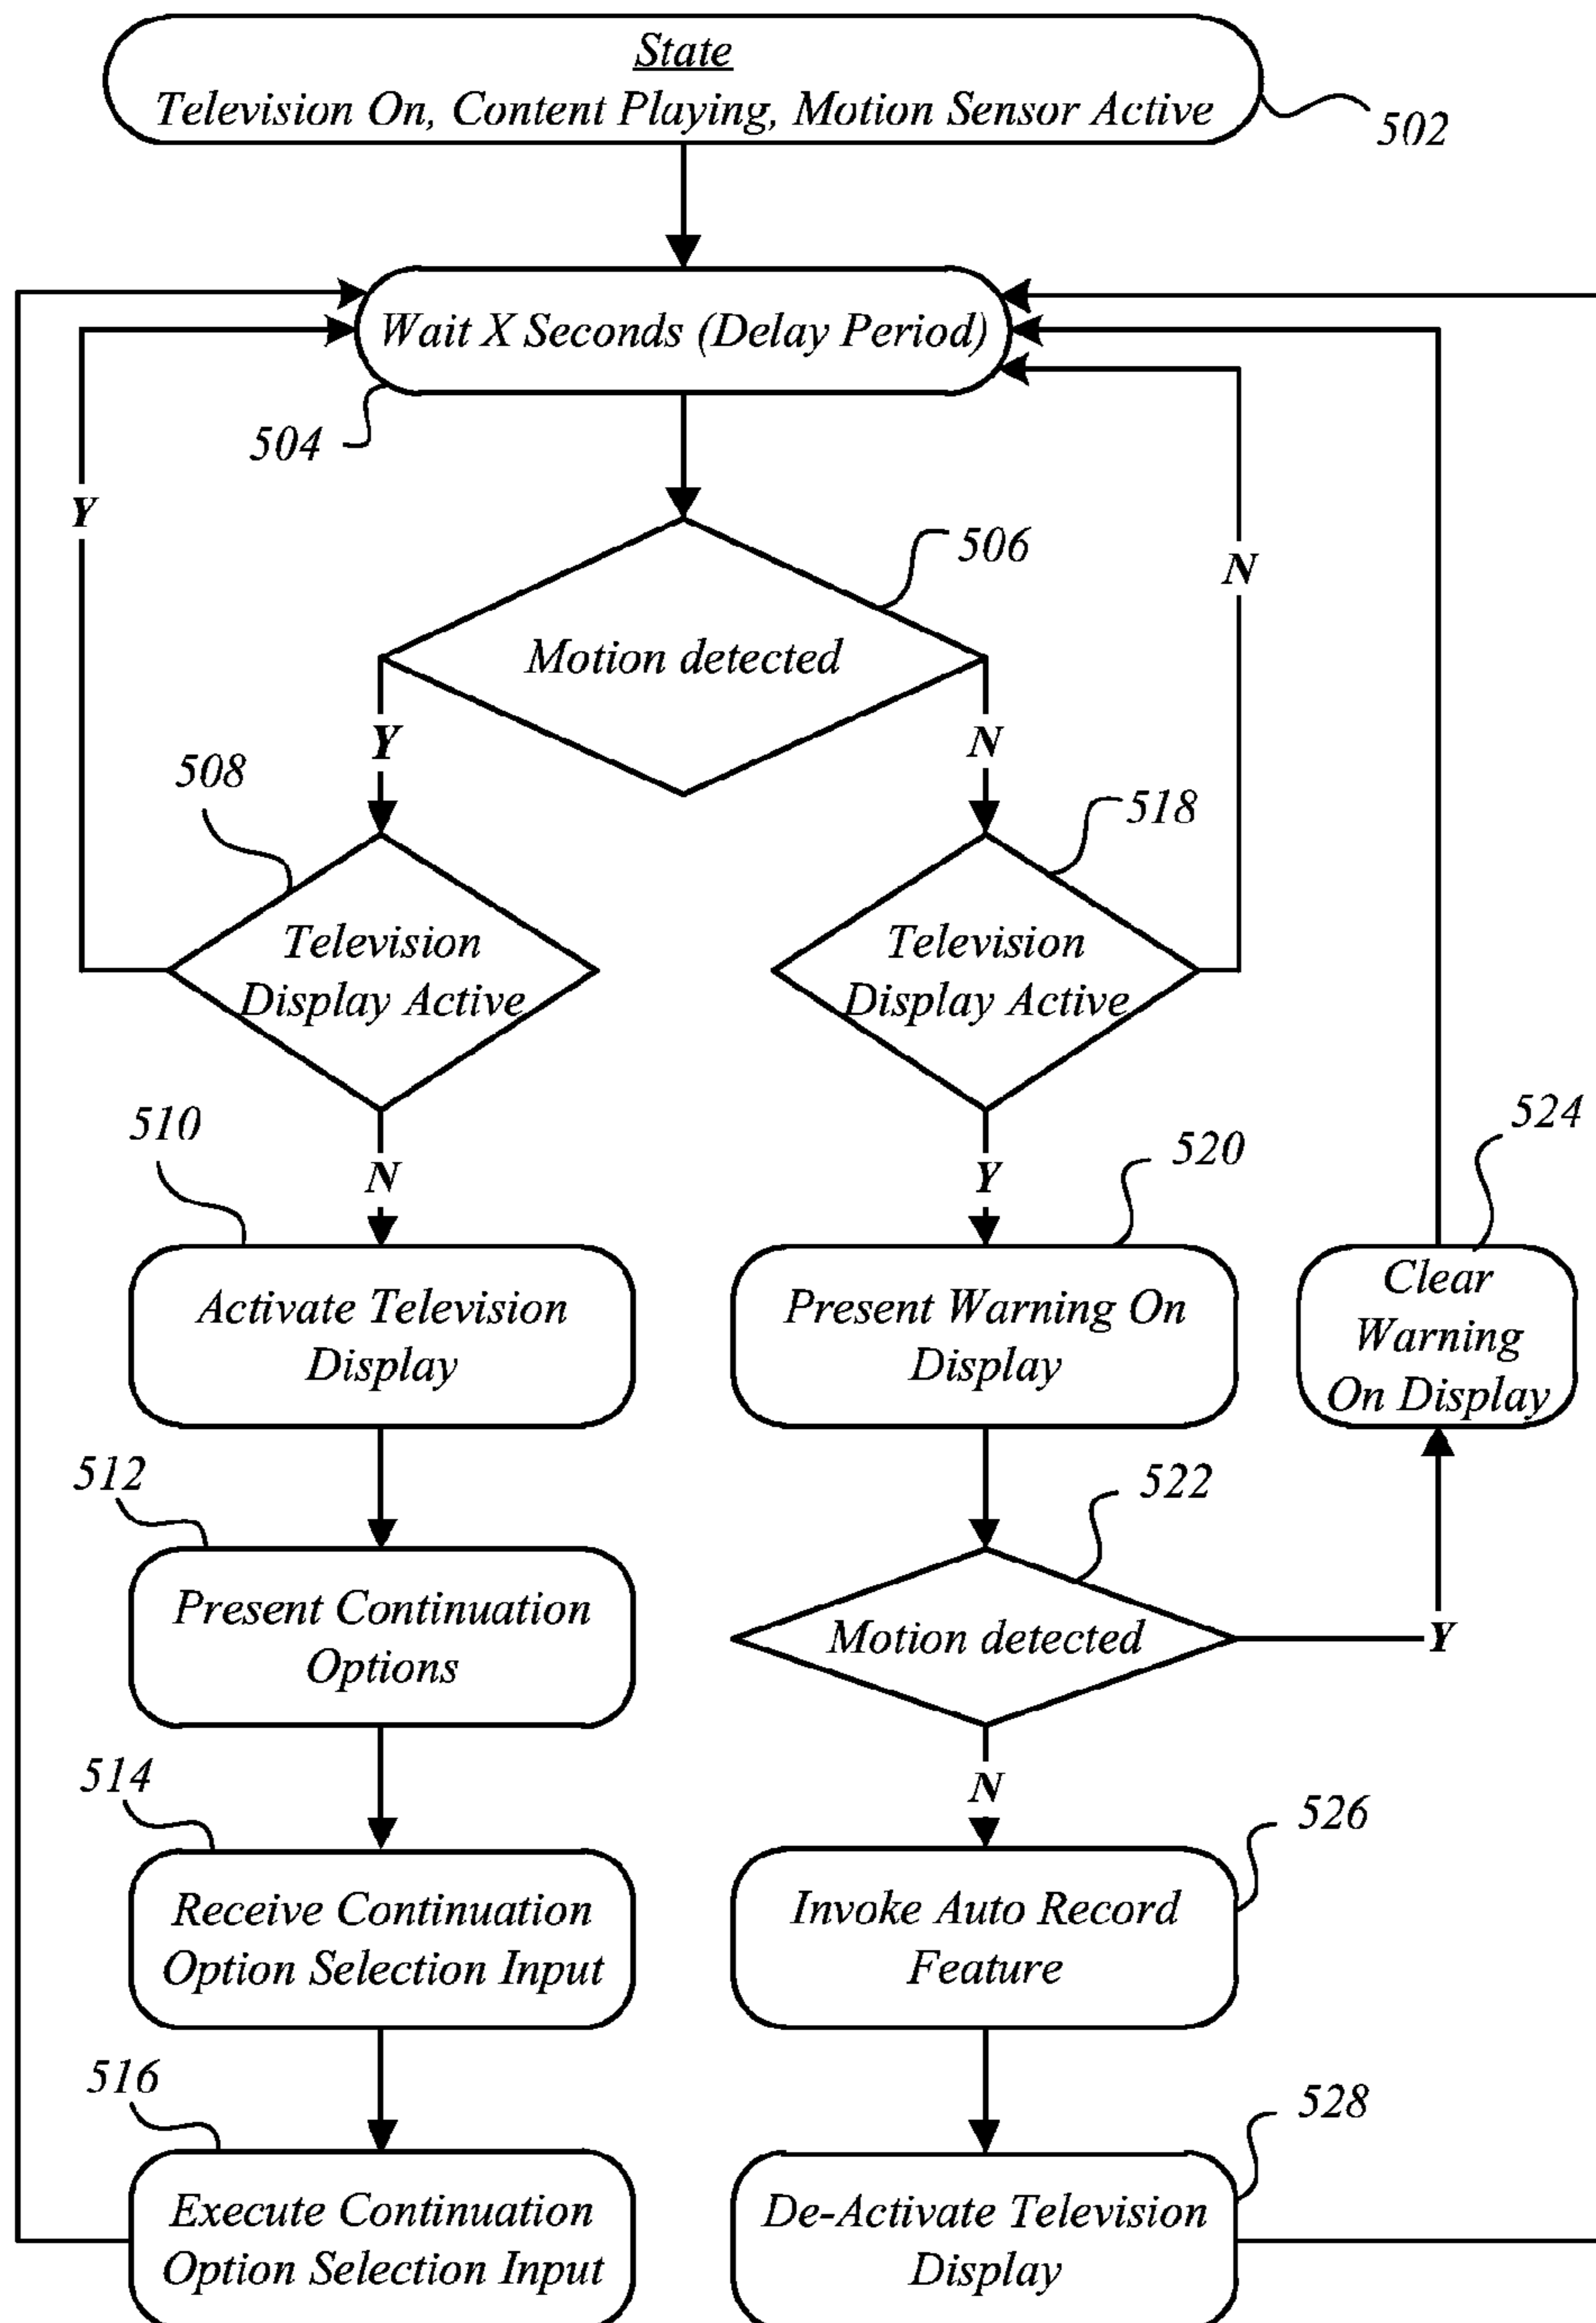 State
Television On, Content Playing, Motion Sensor Active
502
Wait X Seconds (Delay Period)
504
Y
N
506
Motion detected
Y
N
508
518
Television
Display Active
Television
Display Active
510
N
Y
520
524
Activate Television
Display
Present Warning On
Display
Clear
Warning
On Display
512
522
Present Continuation
Options
Motion detected
Y
514
N
526
Receive Continuation
Option Selection Input
Invoke Auto Record
Feature
516
528
Execute Continuation
Option Selection Input
De-Activate Television
Display